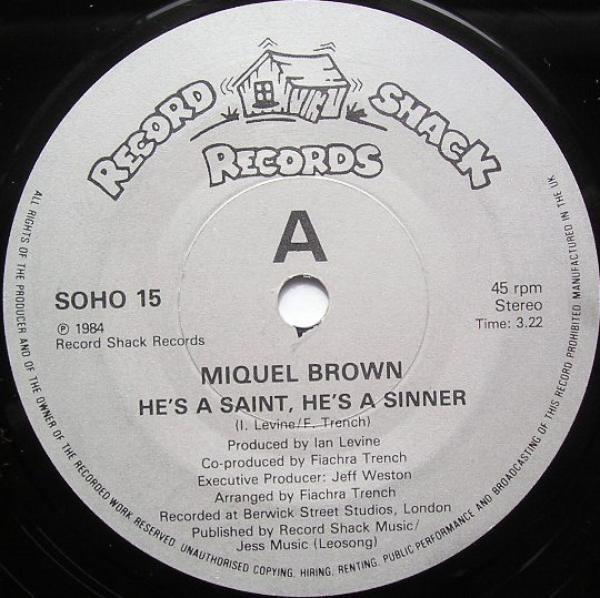 RECORD SHACK
RECORDS
A
SOHO 15
℗ 1984
Record Shack Records
45 rpm
Stereo
Time: 3.22
MIQUEL BROWN
HE'S A SAINT, HE'S A SINNER
(I. Levine/F. Trench)
Produced by Ian Levine
Co-produced by Fiachra Trench
Executive Producer: Jeff Weston
Arranged by Fiachra Trench
Recorded at Berwick Street Studios, London
Published by Record Shack Music/
Jess Music (Leosong)
ALL RIGHTS OF THE PRODUCER AND OF THE OWNER OF THE RECORDED WORK RESERVED. UNAUTHORISED COPYING, HIRING, RENTING, PUBLIC PERFORMANCE AND BROADCASTING OF THIS RECORD PROHIBITED. MANUFACTURED IN THE UK